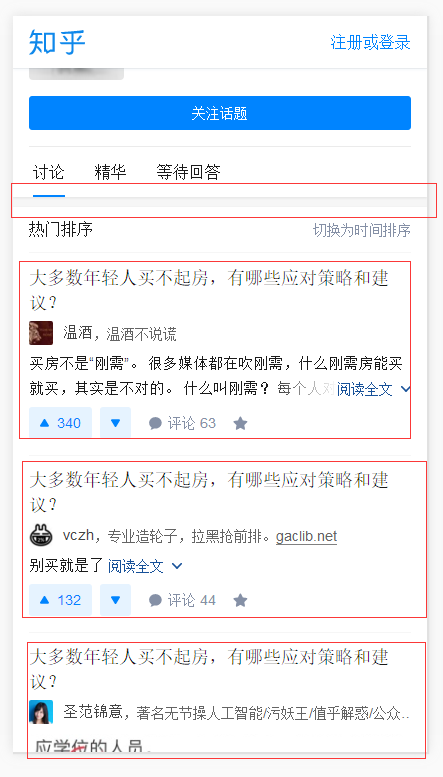 知乎 注册或登录
关注话题
讨论 精华 等待回答
热门排序 切换为时间排序
大多数年轻人买不起房，有哪些应对策略和建
议？
温酒，温酒不说谎
买房不是“刚需”。 很多媒体都在吹刚需，什么刚需房能买
就买，其实是不对的。 什么叫刚需？ 每个人对 阅读全文
340 评论 63
大多数年轻人买不起房，有哪些应对策略和建
议？
vczh，专业造轮子，拉黑抢前排。gaclib.net
别买就是了 阅读全文
132 评论 44
大多数年轻人买不起房，有哪些应对策略和建
议？
圣范锦意，著名无节操人工智能/污妖王/值乎解惑/公众..
应学位的人员。